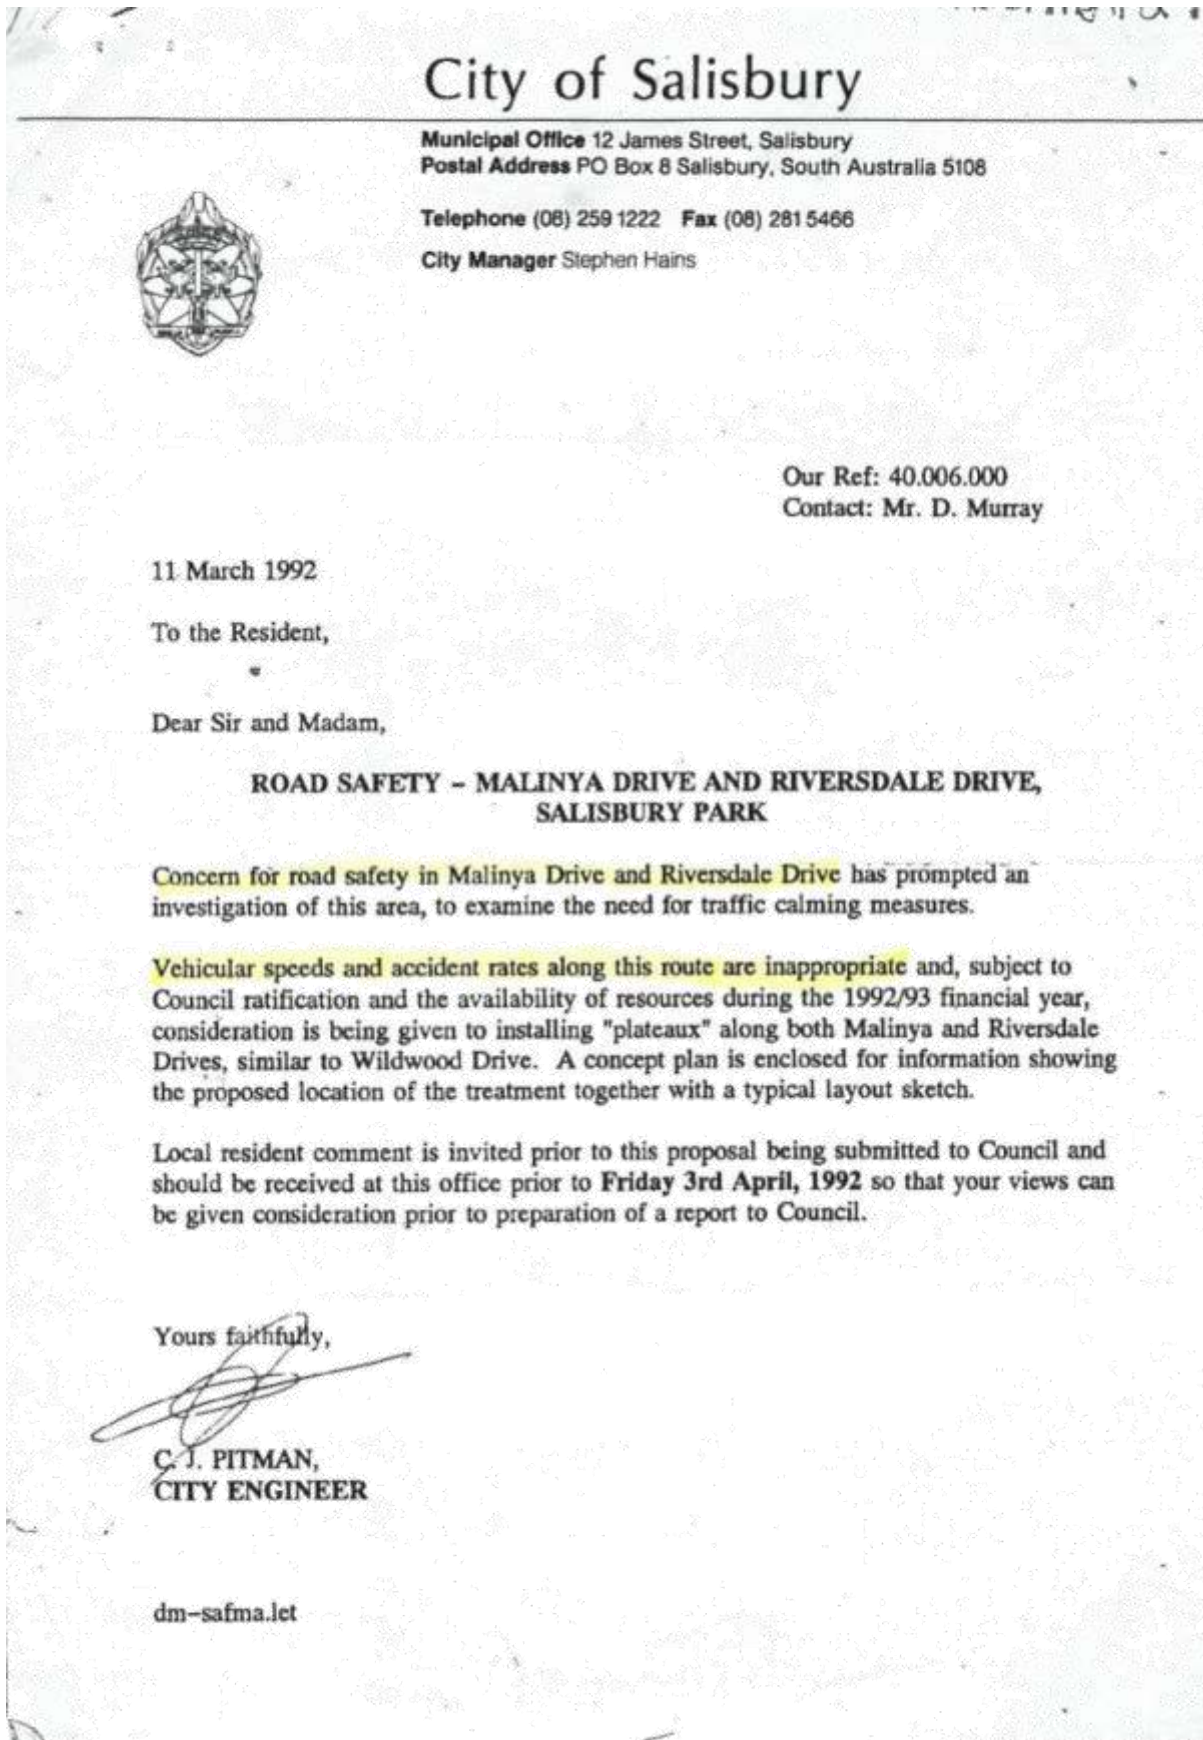 City of Salisbury
Municipal Office 12 James Street, Salisbury
Postal Address PO Box 8 Salisbury, South Australia 5108
Telephone (08) 259 1222 Fax (08) 281 5466
City Manager Stephen Hains
Our Ref: 40.006.000
Contact: Mr. D. Murray
11 March 1992
To the Resident,
Dear Sir and Madam,
ROAD SAFETY - MALINYA DRIVE AND RIVERSDALE DRIVE,
SALISBURY PARK
Concern for road safety in Malinya Drive and Riversdale Drive has prompted an
investigation of this area, to examine the need for traffic calming measures.
Vehicular speeds and accident rates along this route are inappropriate and, subject to
Council ratification and the availability of resources during the 1992/93 financial year,
consideration is being given to installing "plateaux" along both Malinya and Riversdale
Drives, similar to Wildwood Drive. A concept plan is enclosed for information showing
the proposed location of the treatment together with a typical layout sketch.
Local resident comment is invited prior to this proposal being submitted to Council and
should be received at this office prior to Friday 3rd April, 1992 so that your views can
be given consideration prior to preparation of a report to Council.
Yours faithfully,
C. J. PITMAN,
CITY ENGINEER
dm-safma.let